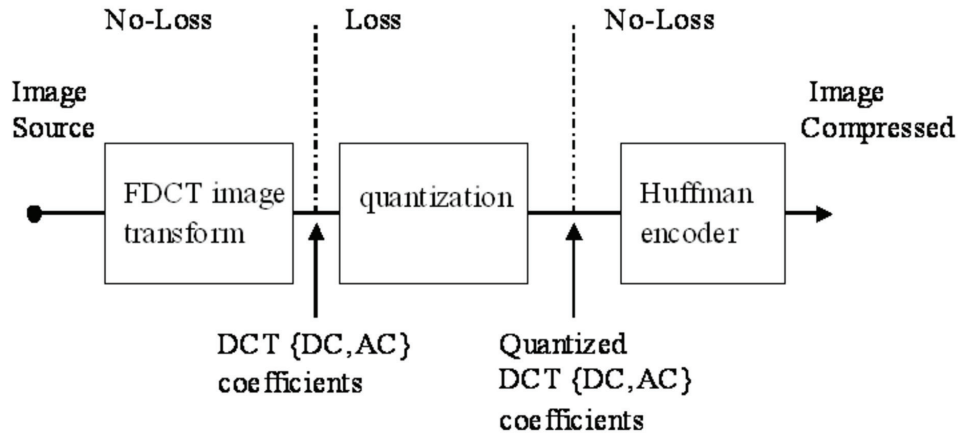 No-Loss
Loss
No-Loss
Image
Source
Image
Compressed
FDCT image
transform
quantization
Huffman
encoder
DCT {DC,AC}
coefficients
Quantized
DCT {DC,AC}
coefficients